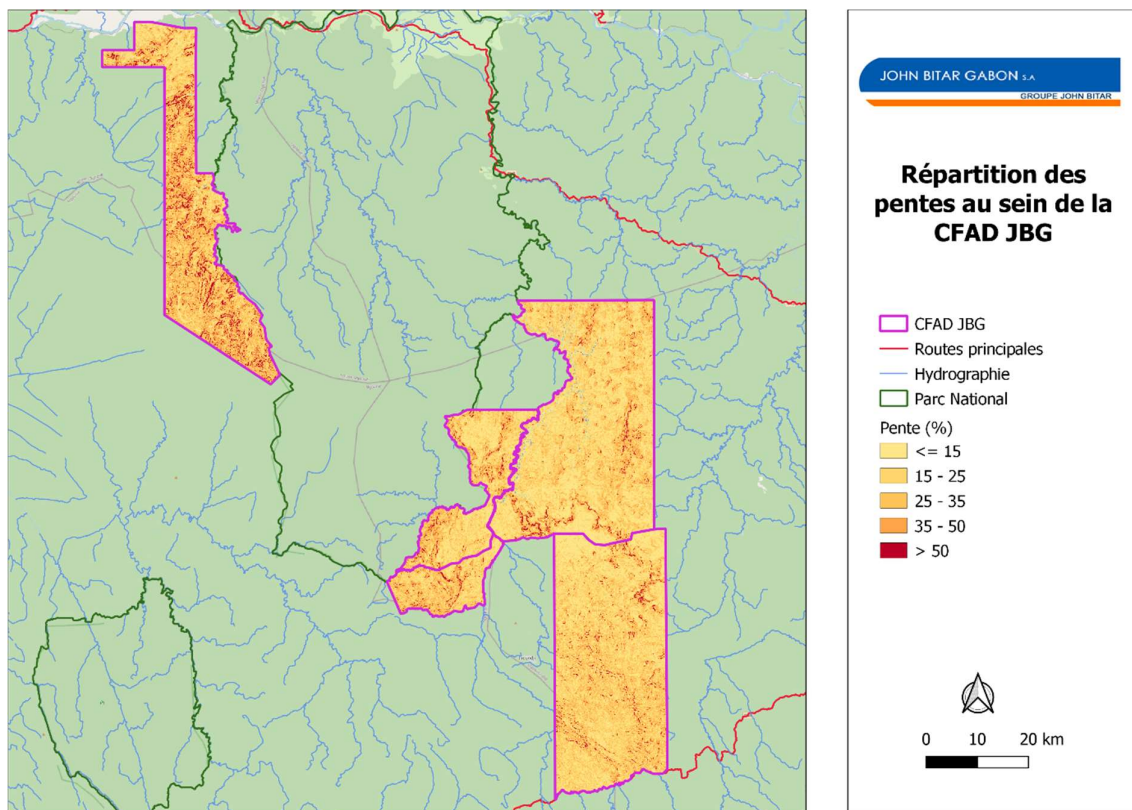 JOHN BITAR GABON S.A
GROUPE JOHN BITAR
Répartition des
pentes au sein de la
CFAD JBG
CFAD JBG
Routes principales
Hydrographie
Parc National
Pente (%)
<= 15
15 - 25
25 - 35
35 - 50
> 50
0 10 20 km